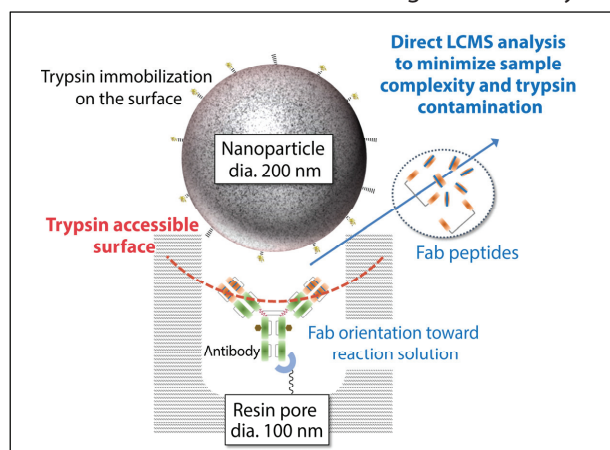 Direct LCMS analysis
to minimize sample
complexity and trypsin
contamination
Trypsin immobilization
on the surface
Nanoparticle
dia. 200 nm
Trypsin accessible
surface
Fab peptides
Antibody
Fab orientation toward
reaction solution
Resin pore
dia. 100 nm